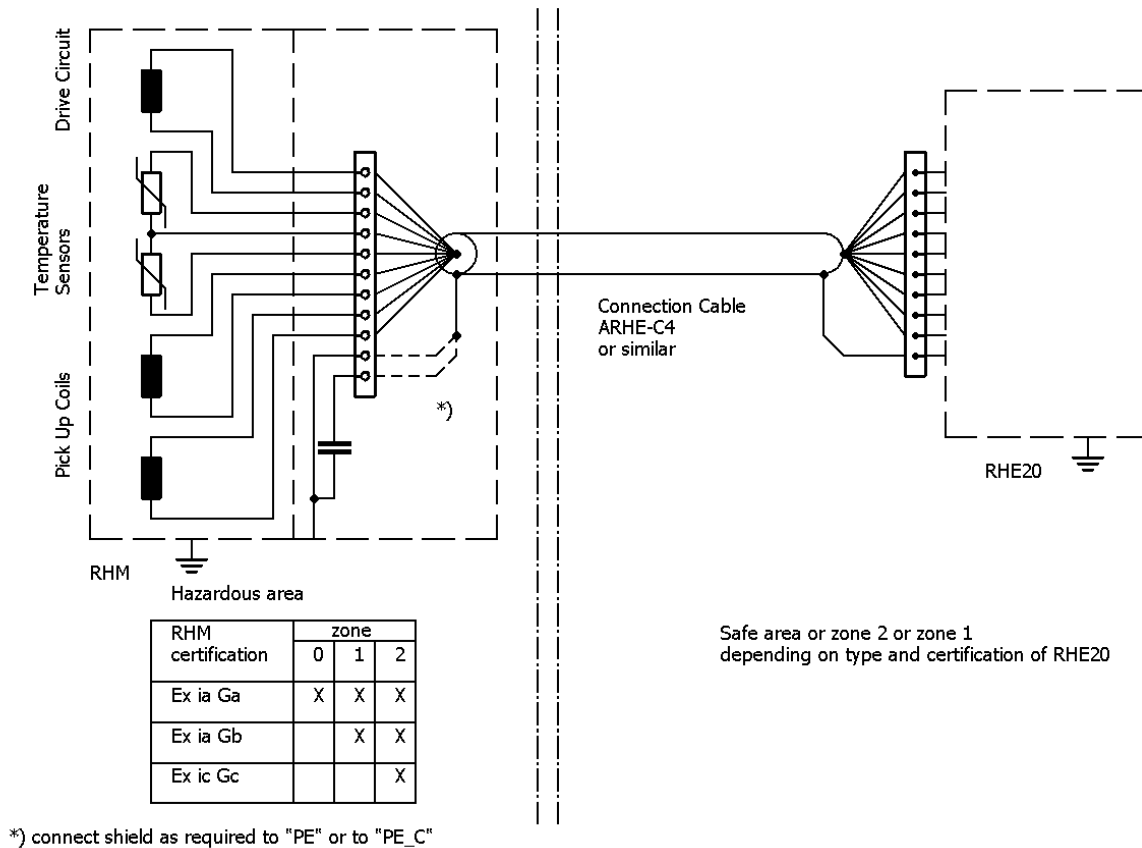 Drive Circuit
Temperature
Sensors
Pick Up Coils
*)
Connection Cable
ARHE-C4
or similar
RHE20
RHM
Hazardous area
RHM
certification
zone
0 1 2
Ex ia Ga X X X
Ex ia Gb X X
Ex ic Gc X
Safe area or zone 2 or zone 1
depending on type and certification of RHE20
*) connect shield as required to "PE" or to "PE_C"